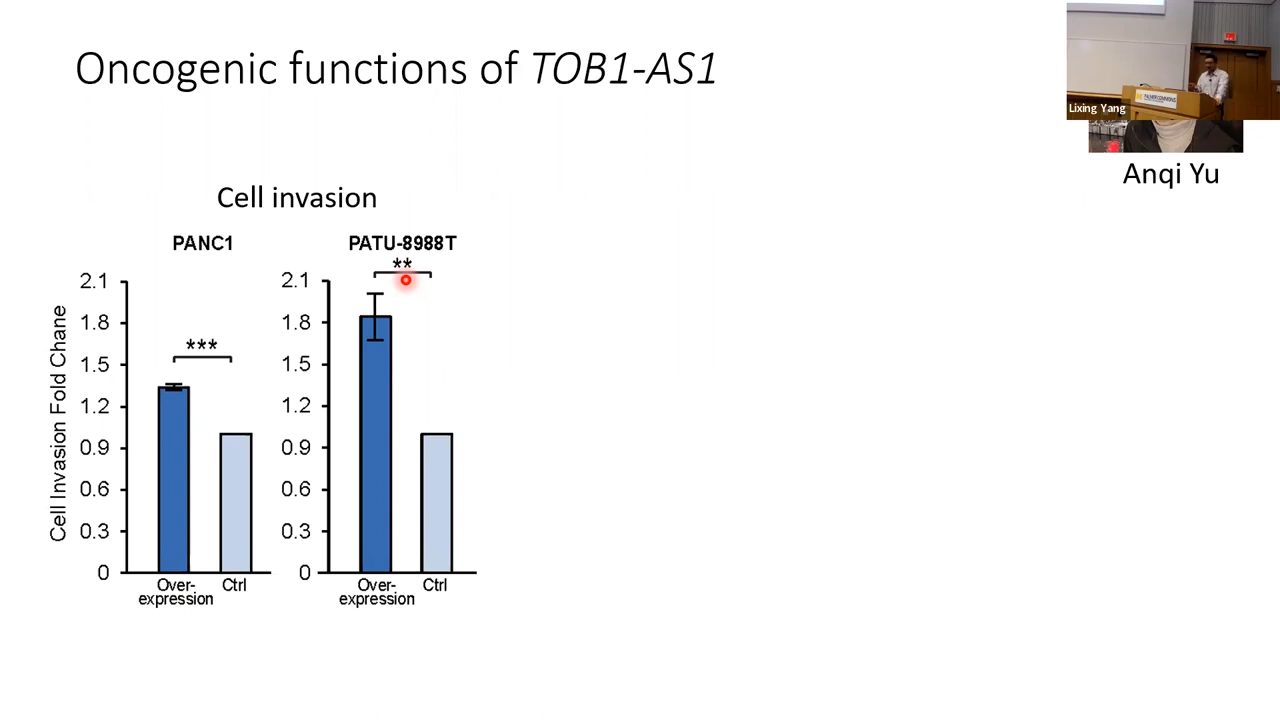 Oncogenic functions of TOB1-AS1
Lixing Yang
Anqi Yu
Cell invasion
PANC1
PATU-8988T
Cell Invasion Fold Chane
2.1
1.8
1.5
1.2
0.9
0.6
0.3
0
***
Over-
expression
Ctrl
2.1
1.8
1.5
1.2
0.9
0.6
0.3
0
**
Over-
expression
Ctrl